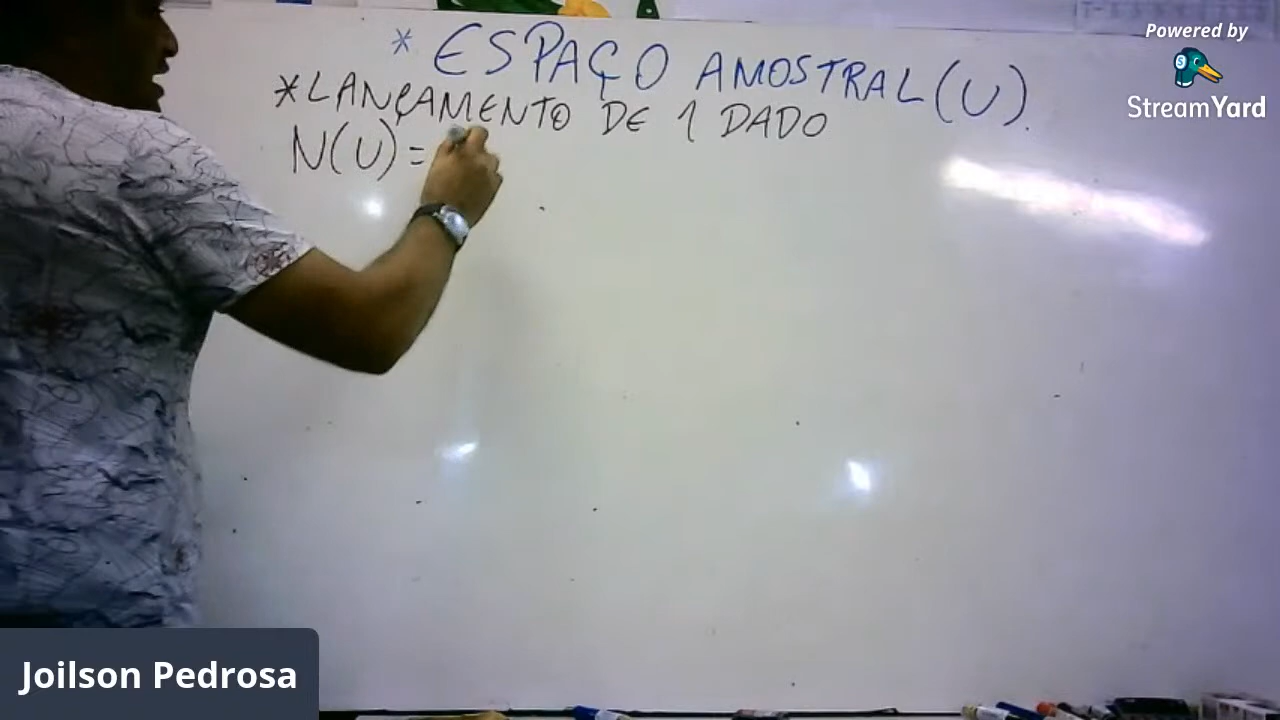 * ESPAÇO AMOSTRAL (U).
* LANÇAMENTO DE 1 DADO
N(U) =
Powered by
StreamYard
Joilson Pedrosa